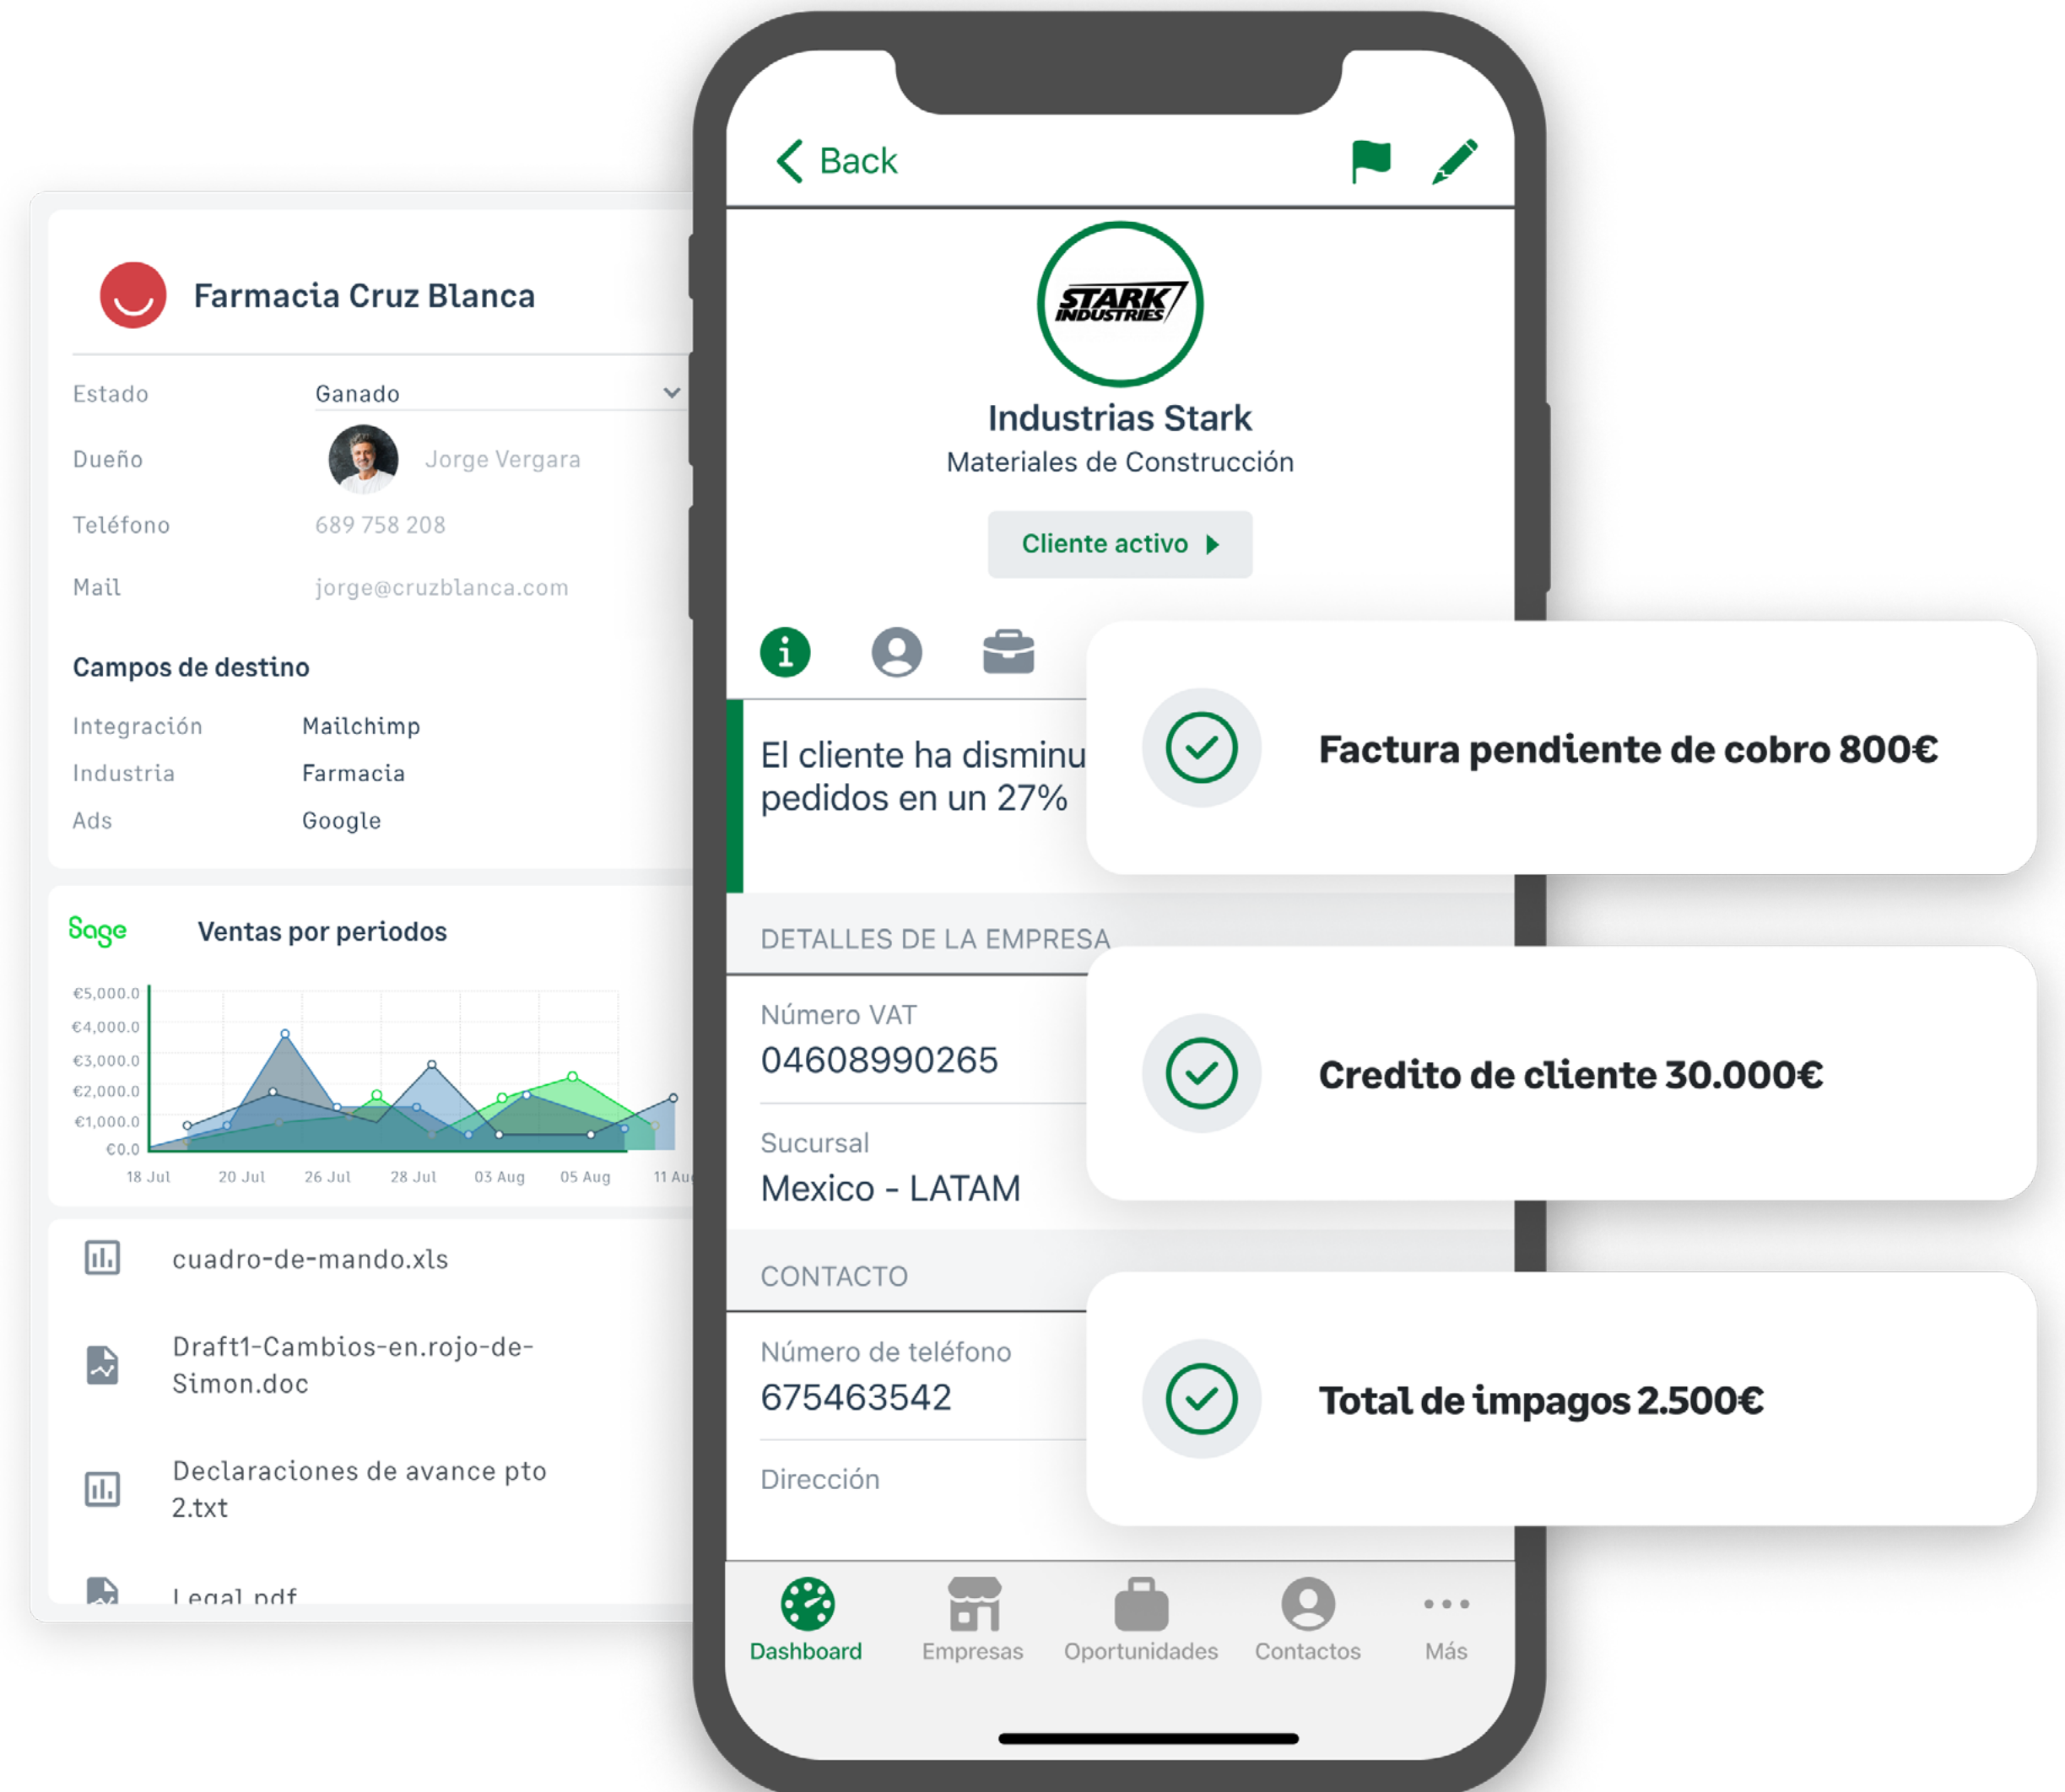 Farmacia Cruz Blanca
Estado Ganado
Dueño Jorge Vergara
Teléfono 689 758 208
Mail jorge@cruzblanca.com
Campos de destino
Integración Mailchimp
Industria Farmacia
Ads Google
Sage Ventas por periodos
€5,000.0
€4,000.0
€3,000.0
€2,000.0
€1,000.0
€0.0
18 Jul 20 Jul 26 Jul 28 Jul 03 Aug 05 Aug 11 Au
cuadro-de-mando.xls
Draft1-Cambios-en.rojo-de-
Simon.doc
Declaraciones de avance pto
2.txt
Legal.pdf
Back
STARK
INDUSTRIES
Industrias Stark
Materiales de Construcción
Cliente activo
El cliente ha disminu
pedidos en un 27%
DETALLES DE LA EMPRESA
Número VAT
04608990265
Sucursal
Mexico - LATAM
CONTACTO
Número de teléfono
675463542
Dirección
Dashboard Empresas Oportunidades Contactos Más
Factura pendiente de cobro 800€
Credito de cliente 30.000€
Total de impagos 2.500€